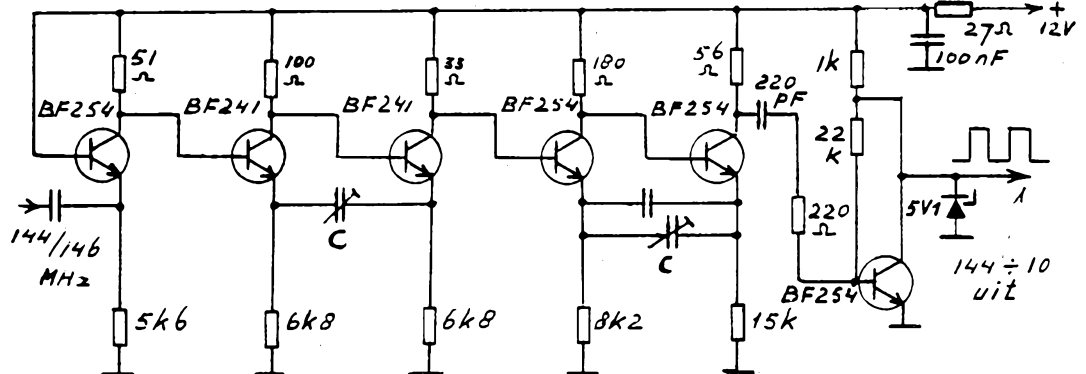 +
12V
27Ω
100nF
51
Ω
100
Ω
33
Ω
180
Ω
56
Ω
220
PF
1k
22
k
BF254
BF241
BF241
BF254
BF254
144/146
MHz
C
C
220
Ω
5V1
BF254
144 ÷ 10
uit
5k6
6k8
6k8
8k2
15k